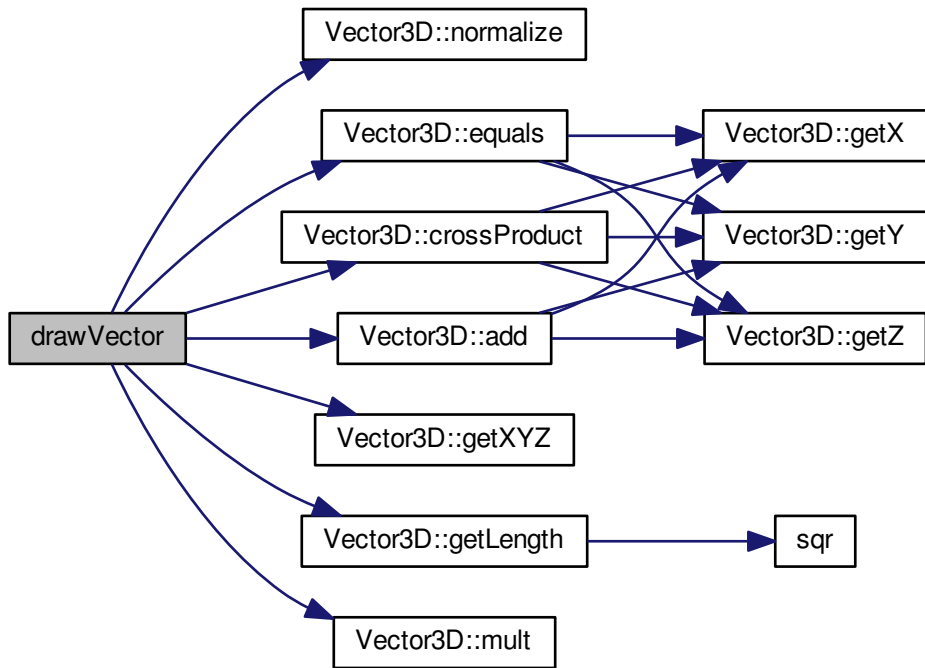 Vector3D::normalize
Vector3D::equals
Vector3D::getX
Vector3D::crossProduct
Vector3D::getY
drawVector
Vector3D::add
Vector3D::getZ
Vector3D::getXYZ
Vector3D::getLength
sqr
Vector3D::mult